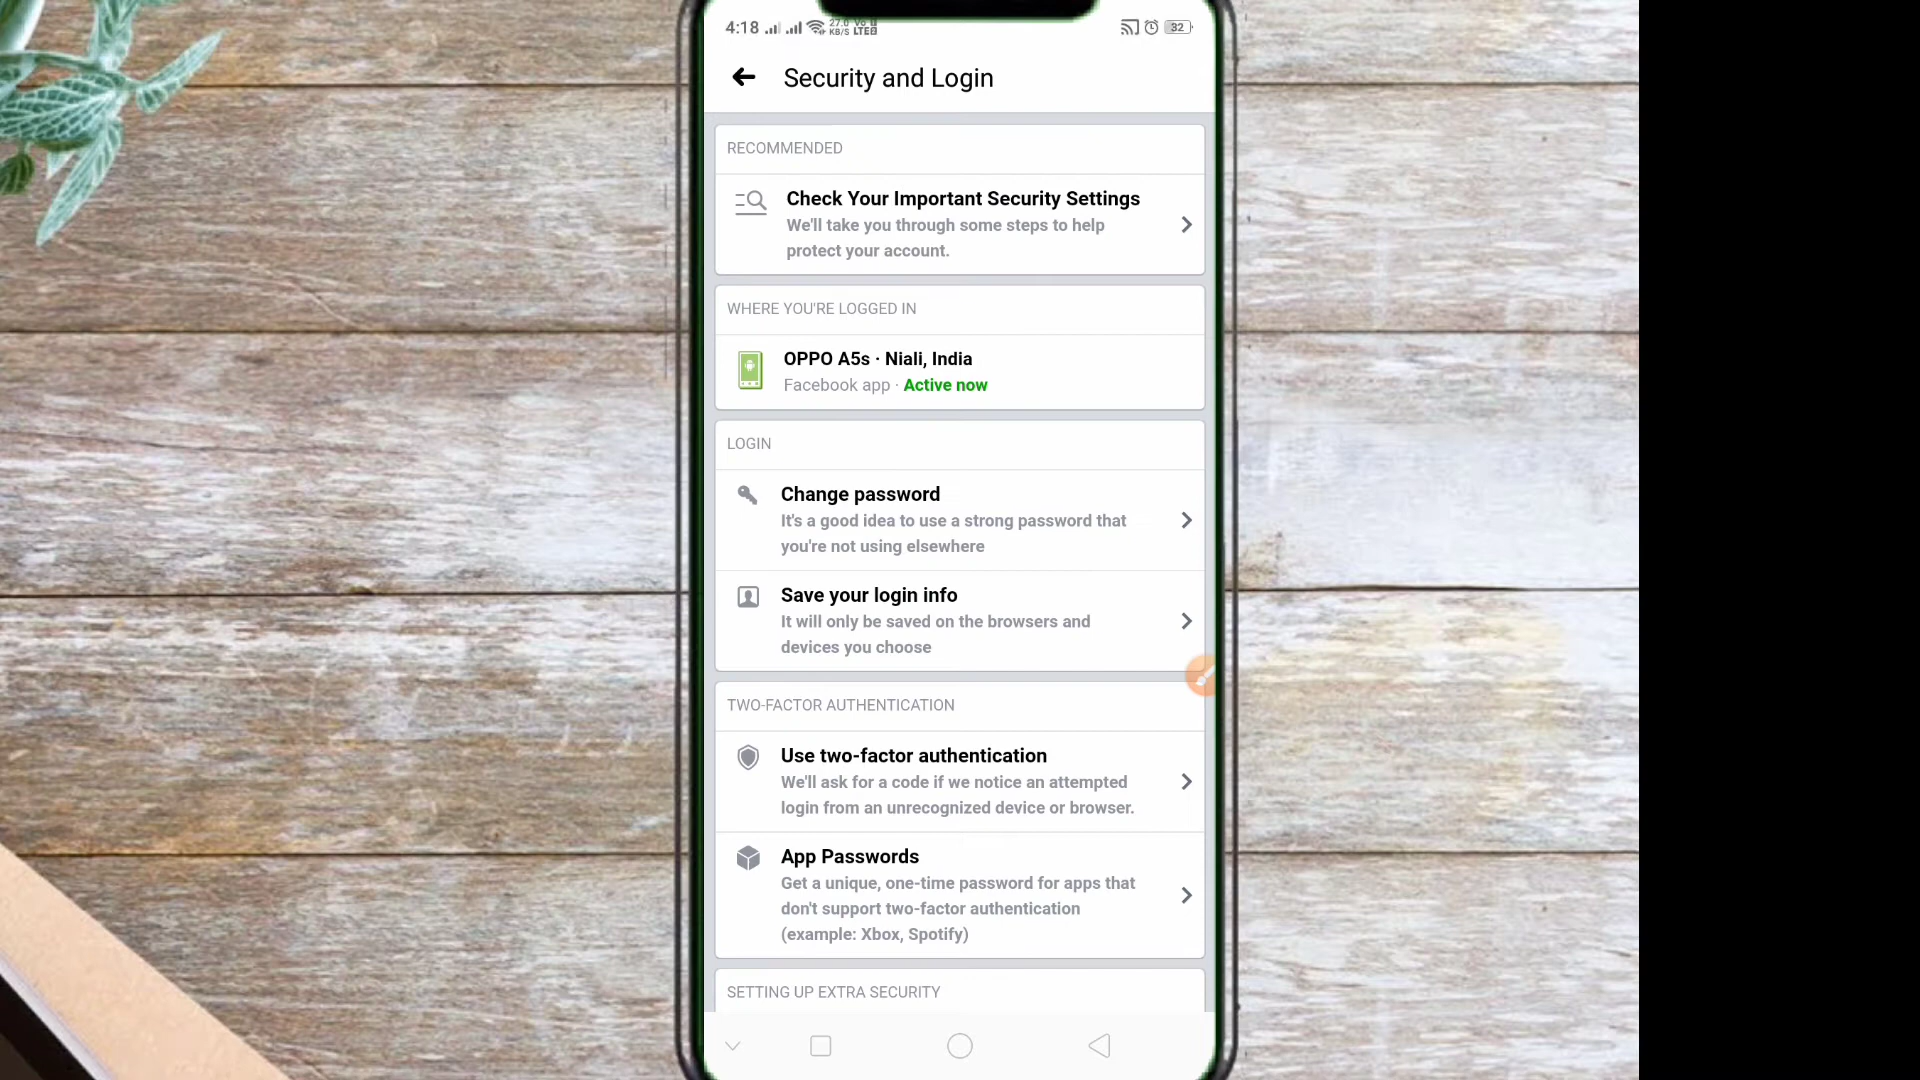 4:18 27.0 KB/S Vo LTE2 32
Security and Login
RECOMMENDED
Check Your Important Security Settings
We'll take you through some steps to help
protect your account.
WHERE YOU'RE LOGGED IN
OPPO A5s · Niali, India
Facebook app · Active now
LOGIN
Change password
It's a good idea to use a strong password that
you're not using elsewhere
Save your login info
It will only be saved on the browsers and
devices you choose
TWO-FACTOR AUTHENTICATION
Use two-factor authentication
We'll ask for a code if we notice an attempted
login from an unrecognized device or browser.
App Passwords
Get a unique, one-time password for apps that
don't support two-factor authentication
(example: Xbox, Spotify)
SETTING UP EXTRA SECURITY